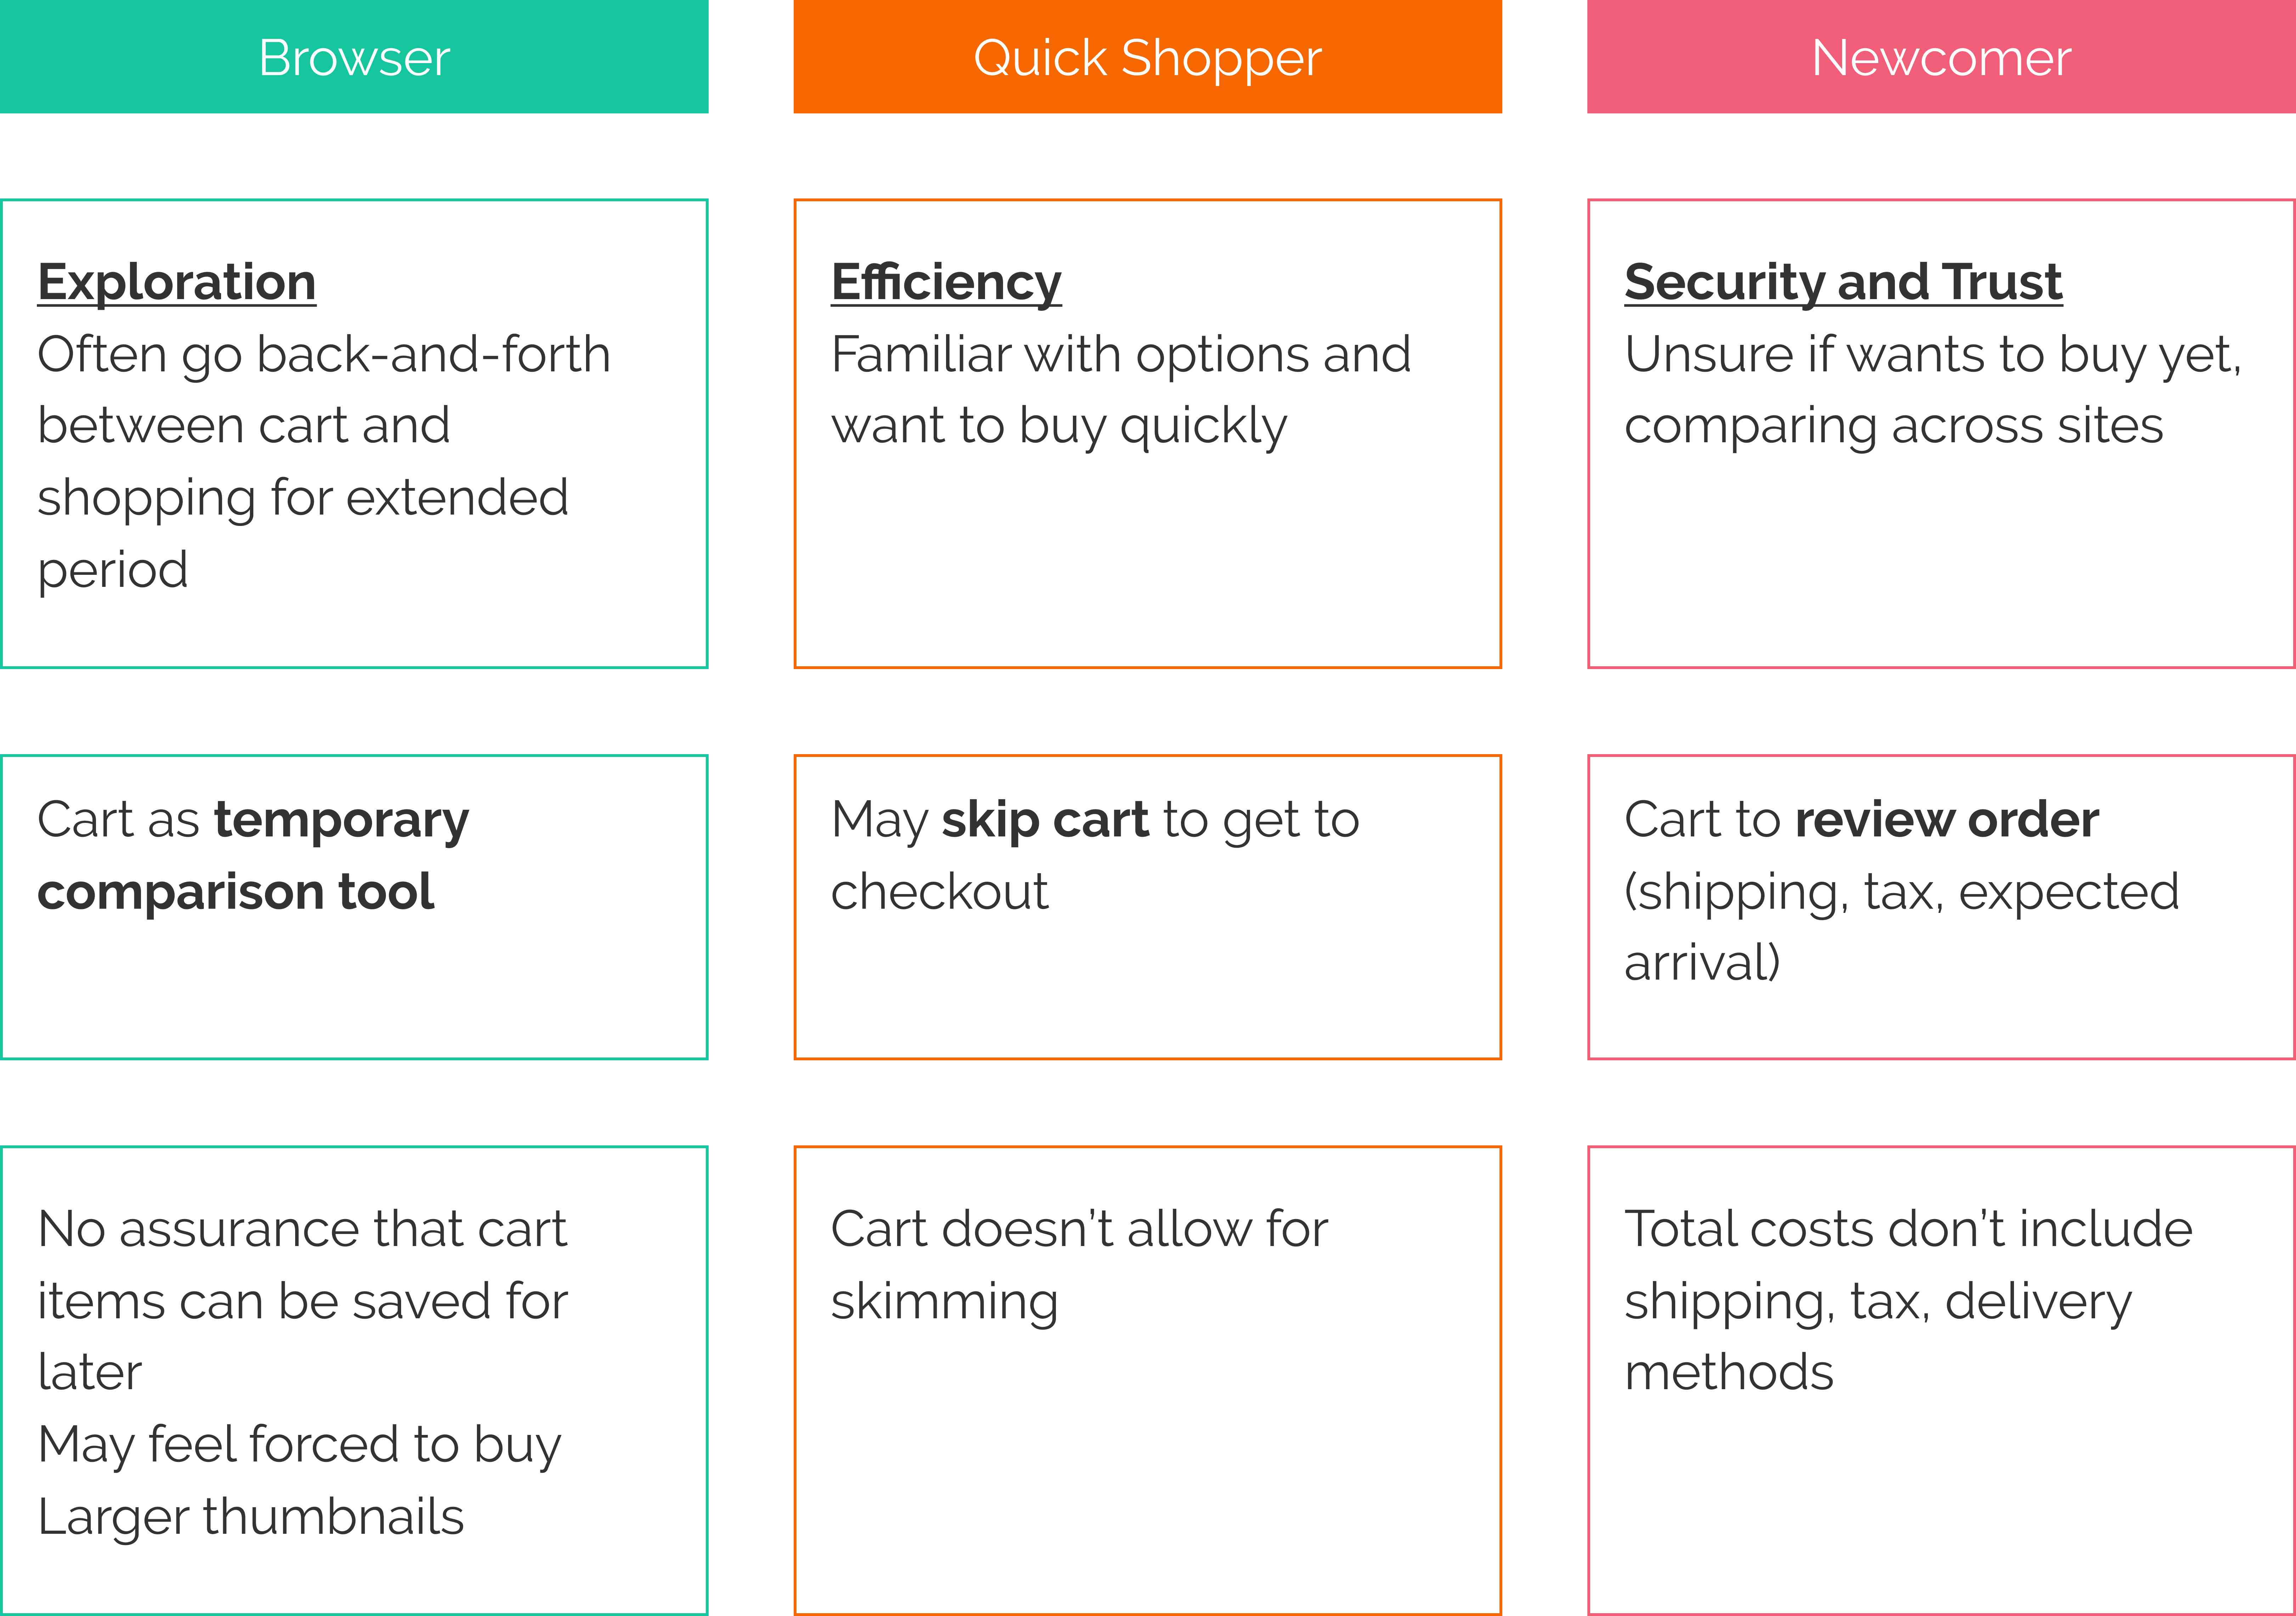 Browser
Quick Shopper
Newcomer
Exploration
Often go back-and-forth
between cart and
shopping for extended
period
Efficiency
Familiar with options and
want to buy quickly
Security and Trust
Unsure if wants to buy yet,
comparing across sites
Cart as temporary
comparison tool
May skip cart to get to
checkout
Cart to review order
(shipping, tax, expected
arrival)
No assurance that cart
items can be saved for
later
May feel forced to buy
Larger thumbnails
Cart doesn’t allow for
skimming
Total costs don’t include
shipping, tax, delivery
methods